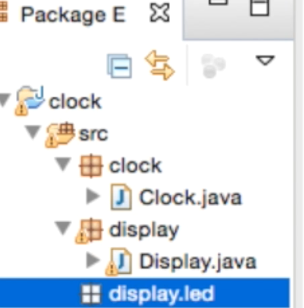 Package E
clock
src
clock
Clock.java
display
Display.java
display.led